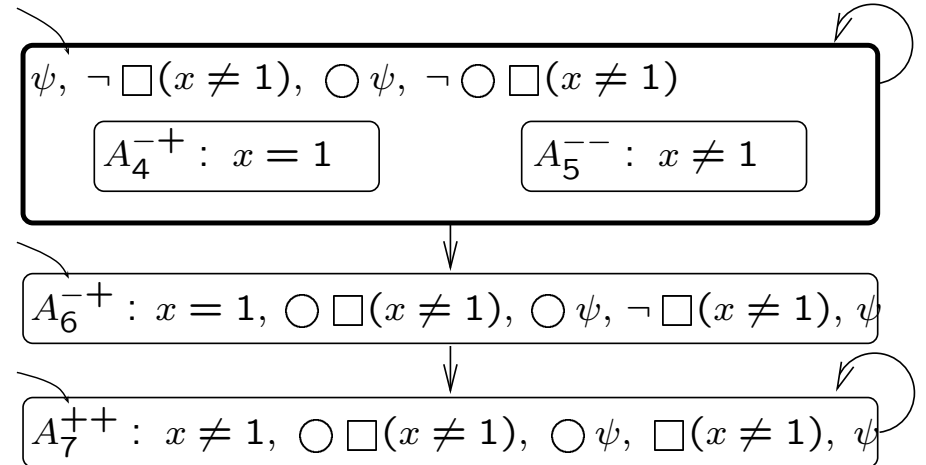 ψ, ¬ □(x ≠ 1), ○ ψ, ¬ ○ □(x ≠ 1)
A₄⁻⁺ : x = 1
A₅⁻⁻ : x ≠ 1
A₆⁻⁺ : x = 1, ○ □(x ≠ 1), ○ ψ, ¬ □(x ≠ 1), ψ
A₇⁺⁺ : x ≠ 1, ○ □(x ≠ 1), ○ ψ, □(x ≠ 1), ψ